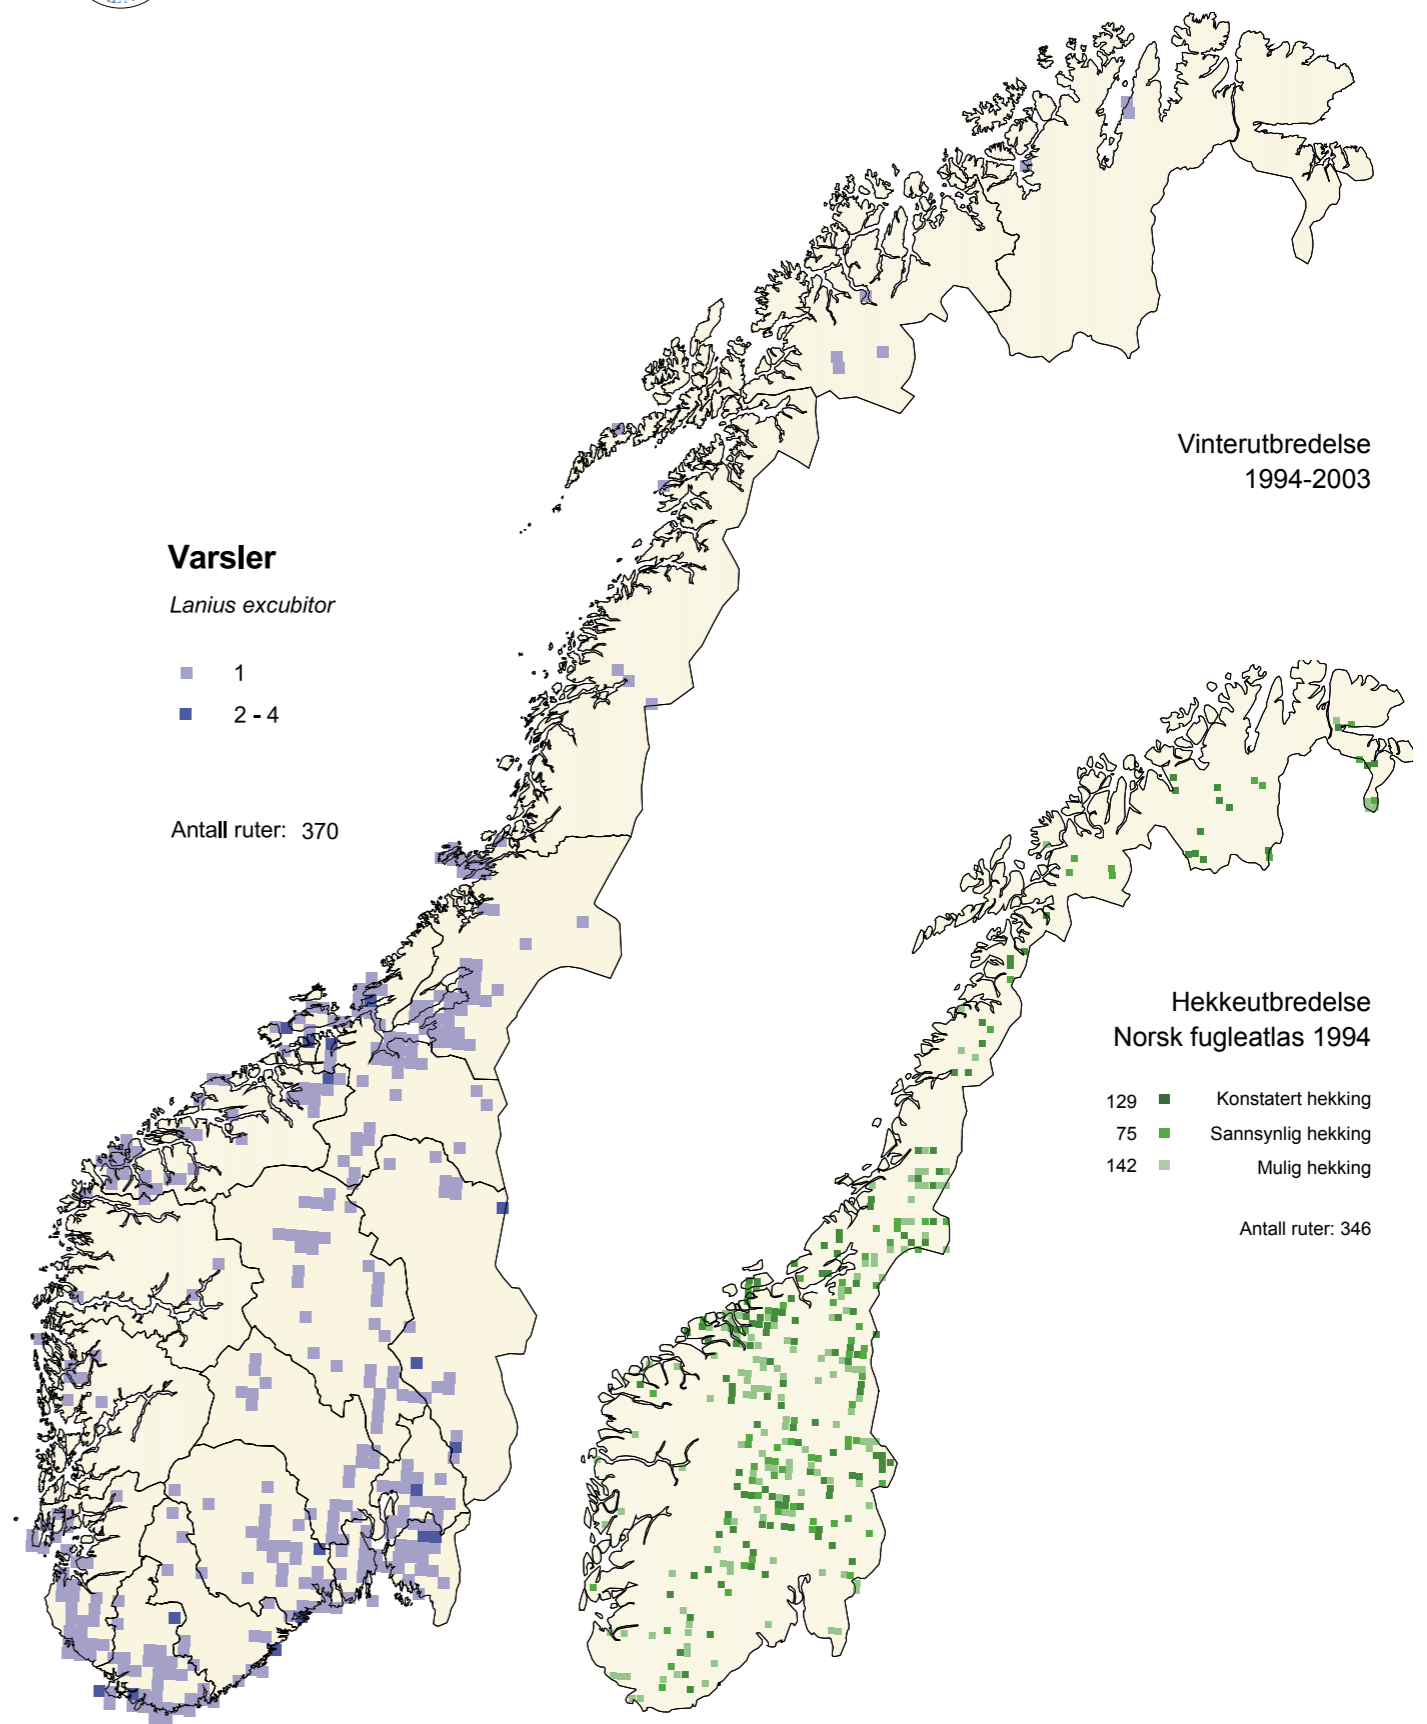 Vinterutbredelse
1994-2003
Varsler
Lanius excubitor
1
2 - 4
Antall ruter: 370
Hekkeutbredelse
Norsk fugleatlas 1994
129 Konstatert hekking
75 Sannsynlig hekking
142 Mulig hekking
Antall ruter: 346